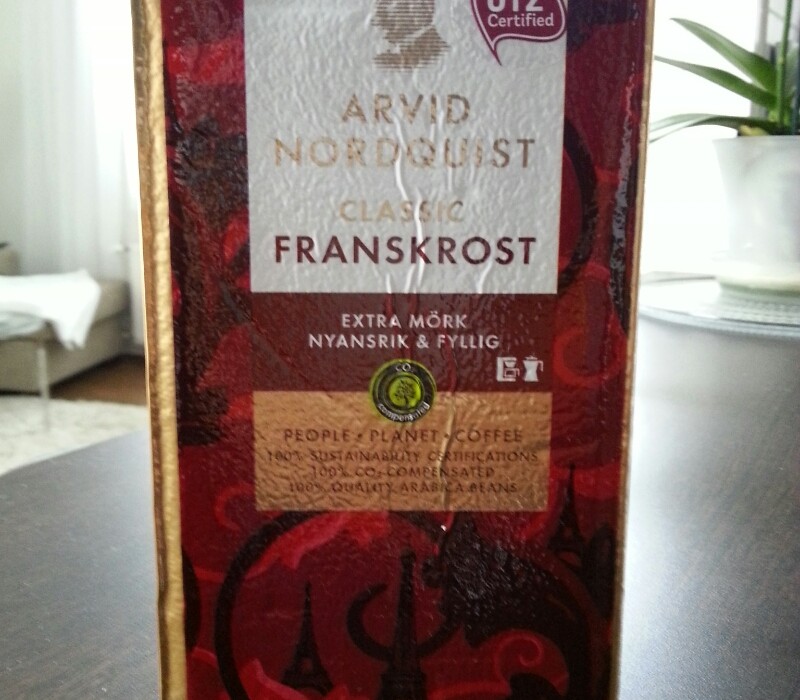 UTZ
Certified
ARVID
NORDQUIST
CLASSIC
FRANSKROST
EXTRA MÖRK
NYANSRIK & FYLLIG
CO₂
compensated
PEOPLE • PLANET • COFFEE
100% SUSTAINABILITY CERTIFICATIONS
100% CO₂ COMPENSATED
100% QUALITY ARABICA BEANS